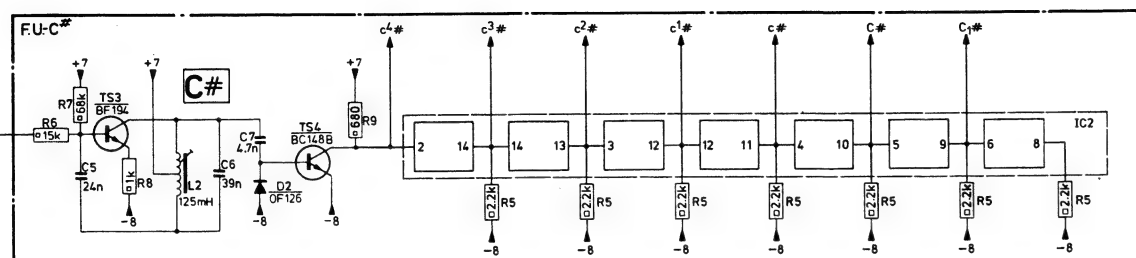 F.U-C#
c⁴#
c³#
c²#
c¹#
c#
C#
C₁#
+7
+7
+7
C#
R7
68k
TS3
BF194
R6
15k
C5
24n
R8
1k
-8
L2
125mH
C6
39n
C7
4.7n
D2
OF126
-8
TS4
BC148B
-8
680
R9
IC2
2 14
14 13
3 12
12 11
4 10
5 9
6 8
2.2k R5
2.2k R5
2.2k R5
2.2k R5
2.2k R5
2.2k R5
2.2k R5
-8
-8
-8
-8
-8
-8
-8